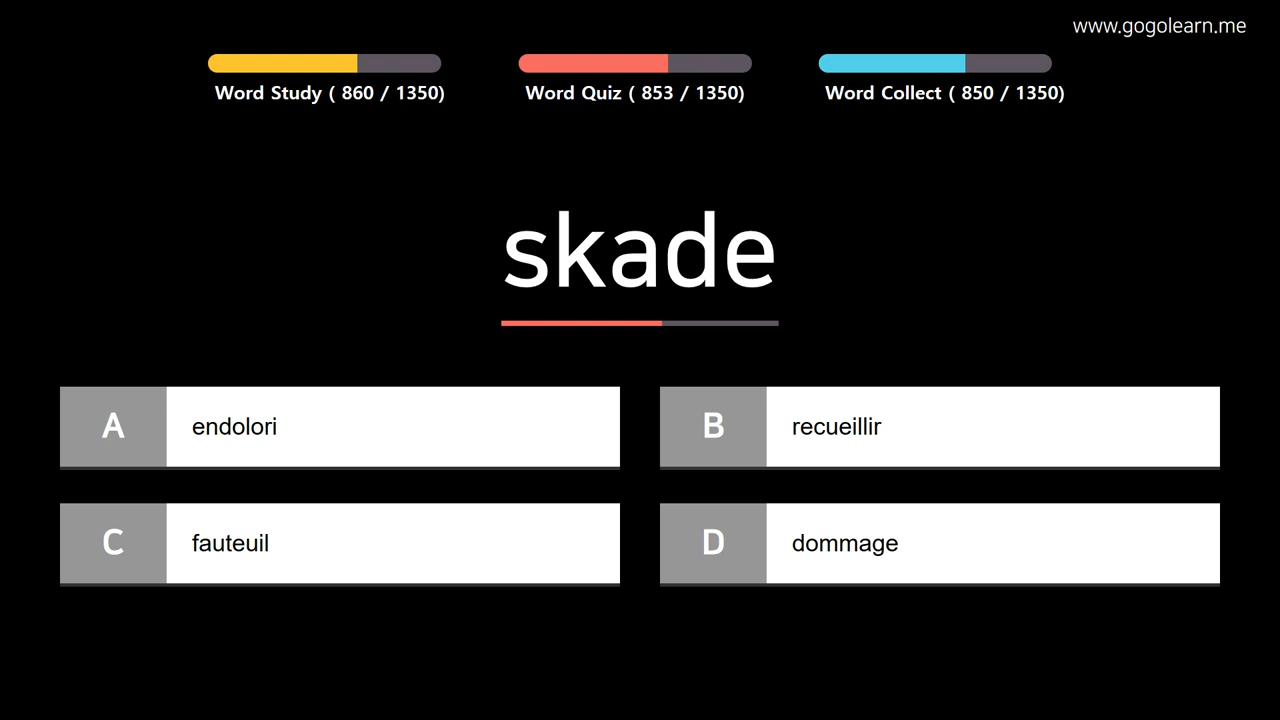 www.gogolearn.me
Word Study ( 860 / 1350)
Word Quiz ( 853 / 1350)
Word Collect ( 850 / 1350)
skade
A endolori
B recueillir
C fauteuil
D dommage